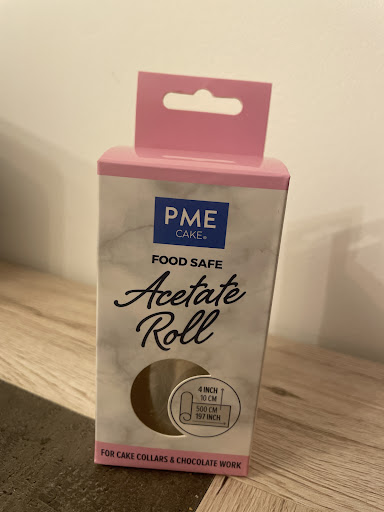 PME
CAKE
FOOD SAFE
Acetate
Roll
4 INCH
10 CM
500 CM
197 INCH
FOR CAKE COLLARS & CHOCOLATE WORK